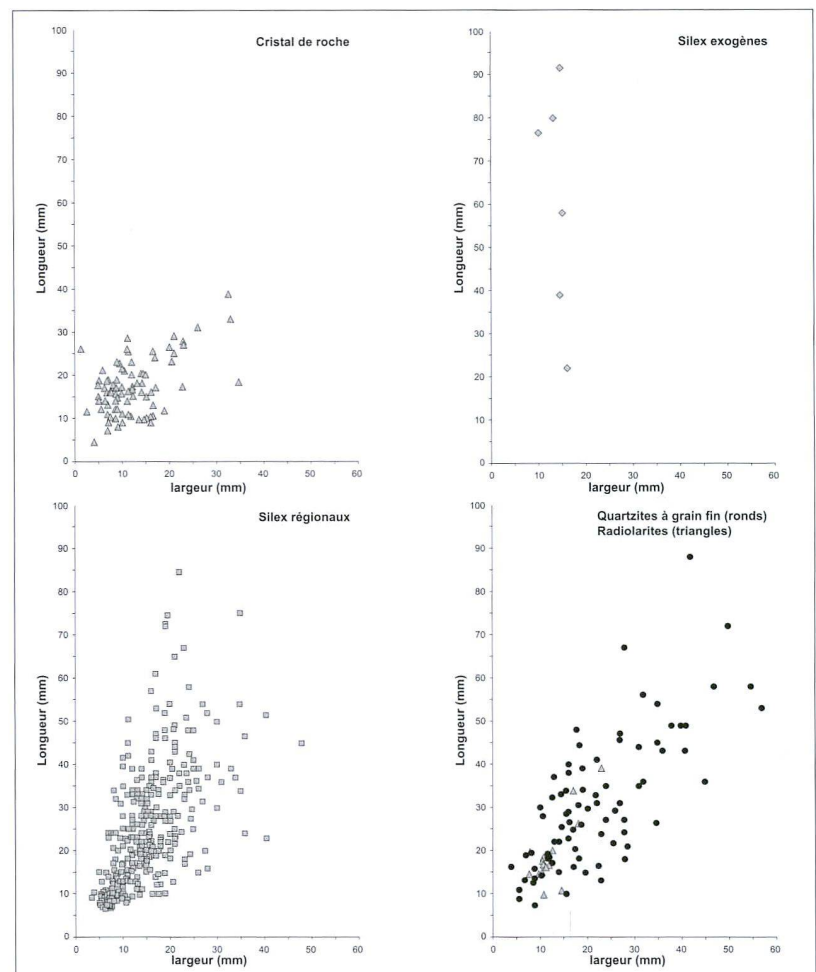 Cristal de roche
Longueur (mm)
100
90
80
70
60
50
40
30
20
10
0
0 10 20 30 40 50 60
largeur (mm)
Silex exogènes
Longueur (mm)
100
90
80
70
60
50
40
30
20
10
0
0 10 20 30 40 50 60
largeur (mm)
Silex régionaux
Longueur (mm)
100
90
80
70
60
50
40
30
20
10
0
0 10 20 30 40 50 60
largeur (mm)
Quartzites à grain fin (ronds)
Radiolarites (triangles)
Longueur (mm)
100
90
80
70
60
50
40
30
20
10
0
0 10 20 30 40 50 60
largeur (mm)